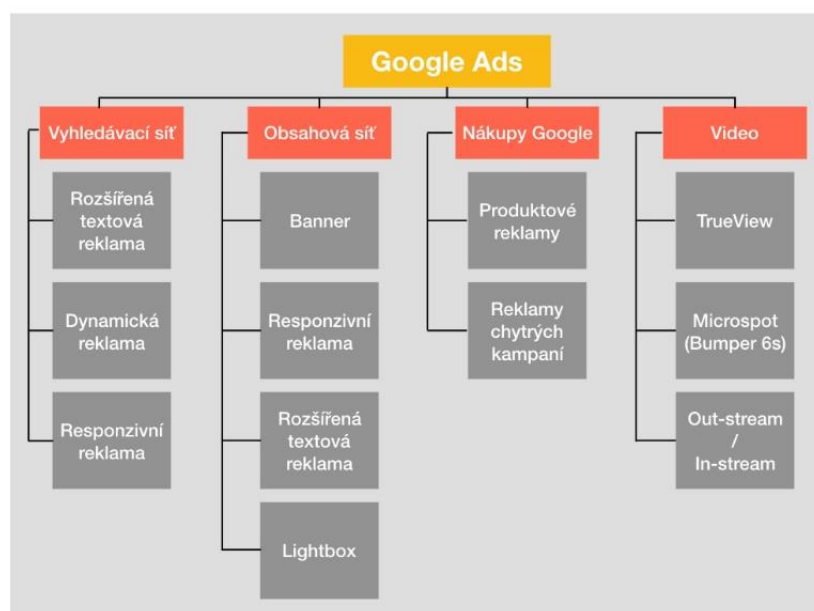 Google Ads
Vyhledávací síť
Rozšířená
textová
reklama
Dynamická
reklama
Responzivní
reklama
Obsahová síť
Banner
Responzivní
reklama
Rozšířená
textová
reklama
Lightbox
Nákupy Google
Produktové
reklamy
Reklamy
chytrých
kampaní
Video
TrueView
Microspot
(Bumper 6s)
Out-stream
/
In-stream